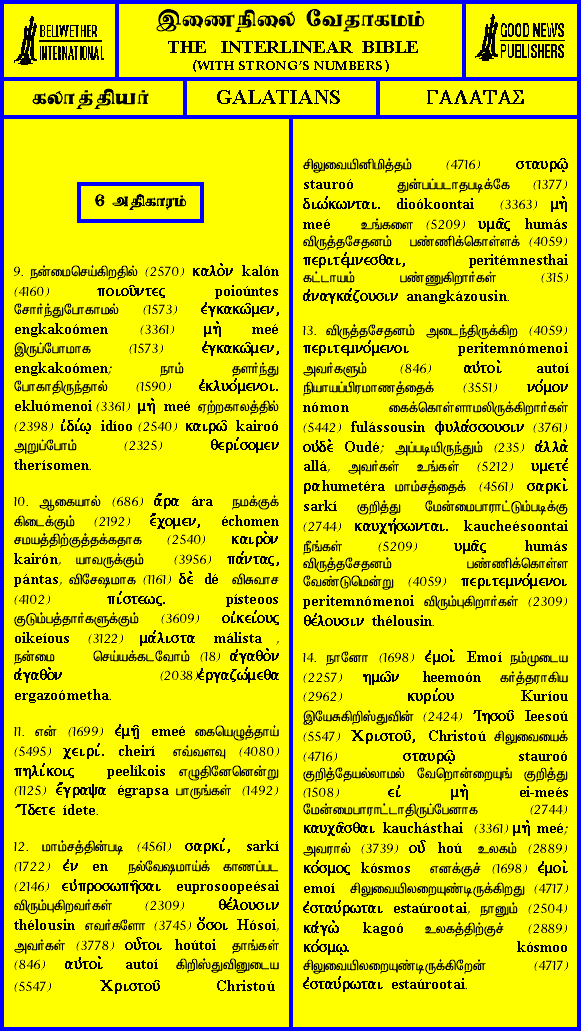 BELLWETHER
INTERNATIONAL
இணைநிலை வேதாகமம்
THE INTERLINEAR BIBLE
(WITH STRONG'S NUMBERS)
GOOD NEWS
PUBLISHERS
கலாத்தியர்
GALATIANS
ΓΑΛΑΤΑΣ
6 அதிகாரம்
9. நன்மைசெய்கிறதில் (2570) καλὸν kalón
(4160) ποιοῦντες poioúntes
சோர்ந்துபோகாமல் (1573) ἐγκακῶμεν,
engkakoómen (3361) μὴ meé
இருப்போமாக (1573) ἐγκακῶμεν,
engkakoómen; நாம் தளர்ந்து
போகாதிருந்தால் (1590) ἐκλυόμενοι.
ekluómenoi (3361) μὴ meé ஏற்றகாலத்தில்
(2398) ἰδίῳ idíoo (2540) καιρῶ kairoó
அறுப்போம் (2325) θερίσομεν
therísomen.
10. ஆகையால் (686) ἄρα ára நமக்குக்
கிடைக்கும் (2192) ἔχομεν, échomen
சமயத்திற்குத்தக்கதாக (2540) καιρὸν
kairón, யாவருக்கும் (3956) πάντας,
pántas, விசேஷமாக (1161) δὲ dé விசுவாச
(4102) πίστεως. písteoos
குடும்பத்தார்களுக்கும் (3609) οἰκείους
oikeíous (3122) μάλιστα málista ,
நன்மை செய்யக்கடவோம் (18) ἀγαθὸν
ἀγαθὸν (2038)ἐργαζώμεθα
ergazoómetha.
11. என் (1699) ἐμῇ emeé கையெழுத்தாய்
(5495) χειρί. cheirí எவ்வளவு (4080)
πηλίκοις peelíkois எழுதினேனென்று
(1125) ἔγραψα égrapsa பாருங்கள் (1492)
Ἴδετε ídete.
12. மாம்சத்தின்படி (4561) σαρκί, sarkí
(1722) ἐν en நல்வேஷமாய்க் காணப்பட
(2146) εὐπροσωπῆσαι euprosoopeésai
விரும்புகிறவர்கள் (2309) θέλουσιν
thélousin எவர்களோ (3745) ὅσοι Hósoi,
அவர்கள் (3778) οὗτοι hoútoi தாங்கள்
(846) αὐτοὶ autoí கிறிஸ்துவினுடைய
(5547) Χριστοῦ Christoú
சிலுவையினிமித்தம் (4716) σταυρῷ
stauroó துன்பப்படாதபடிக்கே (1377)
διώκωνται. dioókoontai (3363) μὴ
meé உங்களை (5209) υμᾶς humás
விருத்தசேதனம் பண்ணிக்கொள்ளக் (4059)
περιτέμνεσθαι, peritémnesthai
கட்டாயம் பண்ணுகிறார்கள் (315)
ἀναγκάζουσιν anangkázousin.
13. விருத்தசேதனம் அடைந்திருக்கிற (4059)
περιτεμνόμενοι peritemnómenoi
அவர்களும் (846) αὐτοὶ autoí
நியாயப்பிரமாணத்தைக் (3551) νόμον
nómon கைக்கொள்ளாமலிருக்கிறார்கள்
(5442) fulássousin φυλάσσουσιν (3761)
οὐδὲ Oudé; அப்படியிருந்தும் (235) ἀλλὰ
allá, அவர்கள் உங்கள் (5212) υμετέ
ραhumetéra மாம்சத்தைக் (4561) σαρκὶ
sarkí குறித்து மேன்மைபாராட்டும்படிக்கு
(2744) καυχήσωνται. kaucheésoontai
நீங்கள் (5209) υμᾶς humás
விருத்தசேதனம் பண்ணிக்கொள்ள
வேண்டுமென்று (4059) περιτεμνόμενοι
peritemnómenoi விரும்புகிறார்கள் (2309)
θέλουσιν thélousin.
14. நானோ (1698) ἐμοὶ Emoí நம்முடைய
(2257) ημῶν heemoón கர்த்தராகிய
(2962) κυρίου Kuríou
இயேசுகிறிஸ்துவின் (2424) Ἰησοῦ Ieesoú
(5547) Χριστοῦ, Christoú சிலுவையைக்
(4716) σταυρῷ stauroó
குறித்தேயல்லாமல் வேறொன்றையுங் குறித்து
(1508) εἰ μὴ ei-meés
மேன்மைபாராட்டாதிருப்பேனாக (2744)
καυχᾶσθαι kauchásthai (3361) μὴ meé;
அவரால் (3739) οὗ hoú உலகம் (2889)
κόσμος kósmos எனக்குச் (1698) ἐμοὶ
emoí சிலுவையிலறையுண்டிருக்கிறது (4717)
ἐσταύρωται estaúrootai, நானும் (2504)
κἀγὼ kagoó உலகத்திற்குச் (2889)
κόσμῳ. kósmoo
சிலுவையிலறையுண்டிருக்கிறேன் (4717)
ἐσταύρωται estaúrootai.